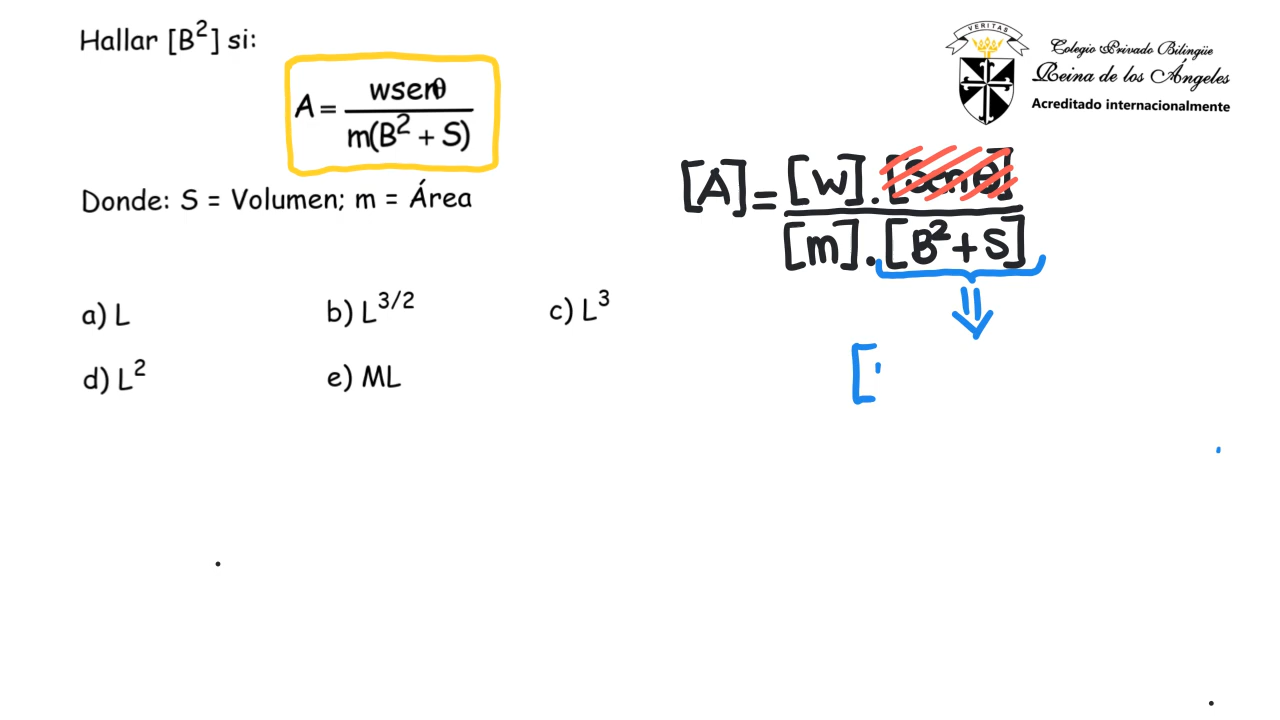 Hallar [B²] si:
A = wsenθ / m(B² + S)
Donde: S = Volumen; m = Área
a) L b) L^3/2 c) L³
d) L² e) ML
VERITAS
Colegio Privado Bilingüe
Reina de los Ángeles
Acreditado internacionalmente
[A] = [W] . [Sen θ] / [m] . [B² + S]
[